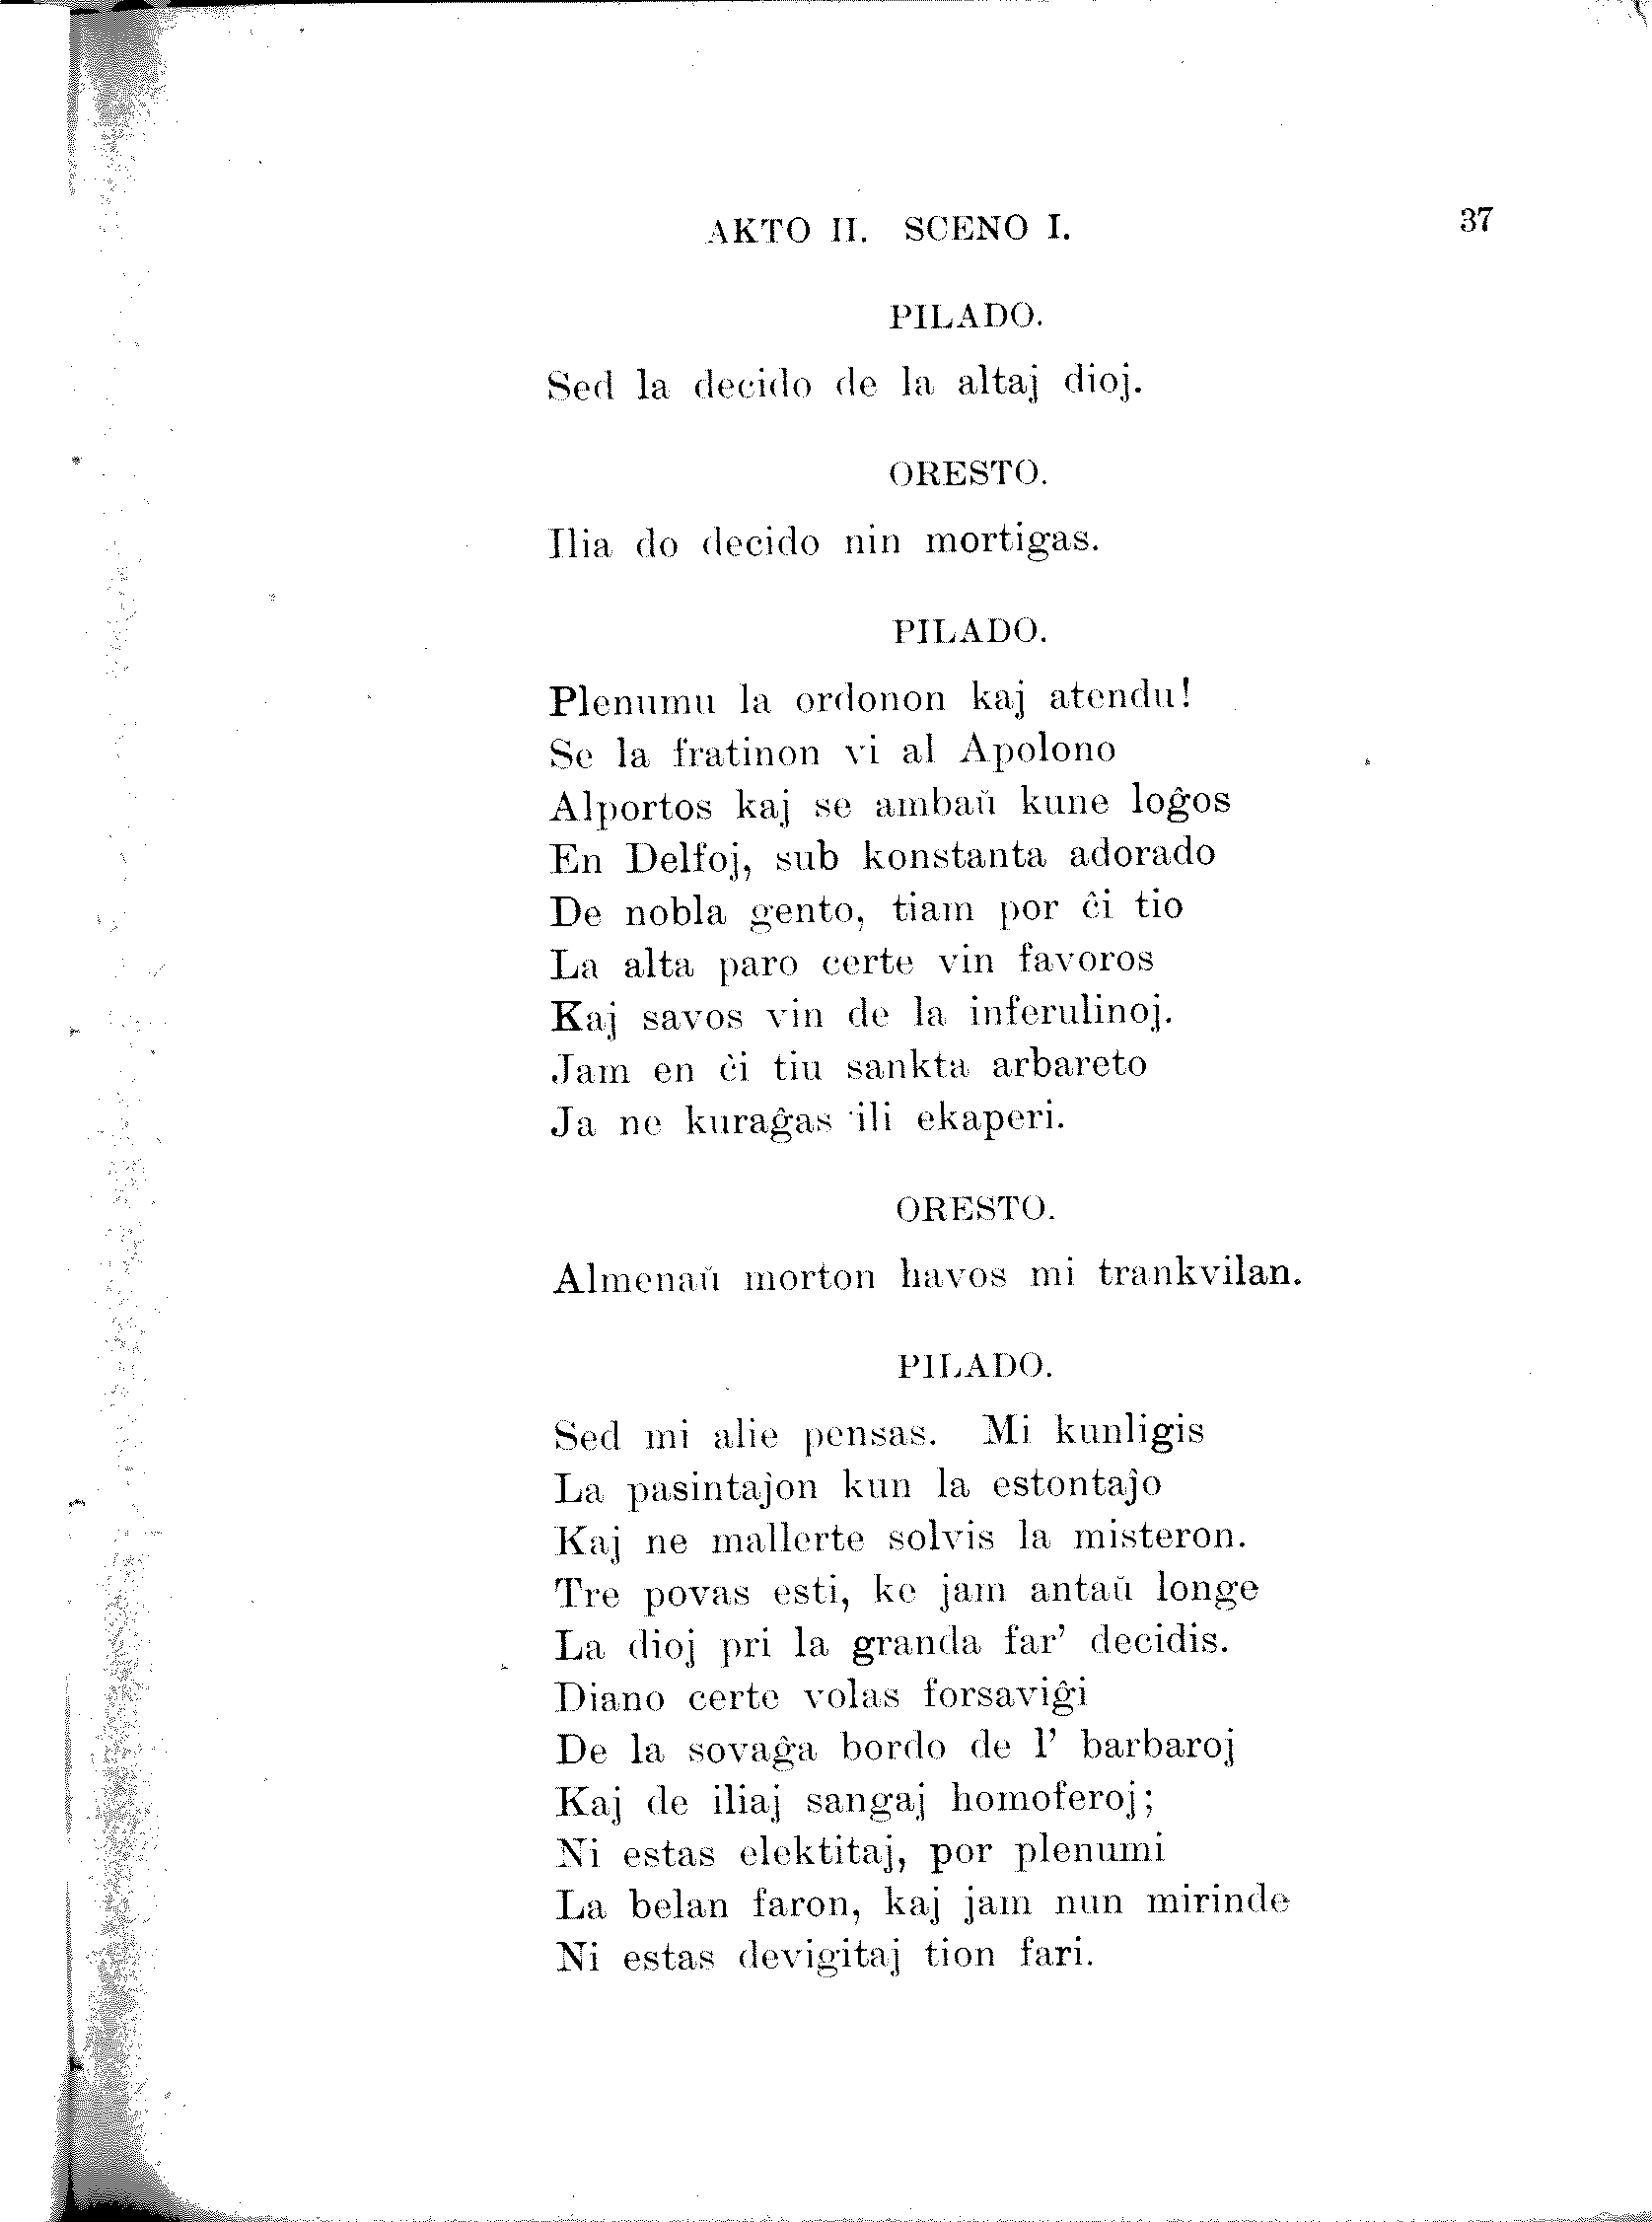 AKTO II. SCENO I. 37
PILADO.
Sed la decido de la altaj dioj.
ORESTO.
Ilia do decido nin mortigas.
PILADO.
Plenumu la ordonon kaj atendu!
Se la fratinon vi al Apolono
Alportos kaj se ambaŭ kune loĝos
En Delfoj, sub konstanta adorado
De nobla gento, tiam por ĉi tio
La alta paro certe vin favoros
Kaj savos vin de la inferulinoj.
Jam en ĉi tiu sankta arbareto
Ja ne kuraĝas ili ekaperi.
ORESTO.
Almenaŭ morton havos mi trankvilan.
PILADO.
Sed mi alie pensas. Mi kunligis
La pasintaĵon kun la estontaĵo
Kaj ne mallerte solvis la misteron.
Tre povas esti, ke jam antaŭ longe
La dioj pri la granda far' decidis.
Diano certe volas forsaviĝi
De la sovaĝa bordo de l' barbaroj
Kaj de iliaj sangaj homoferoj;
Ni estas elektitaj, por plenumi
La belan faron, kaj jam nun mirinde
Ni estas devigitaj tion fari.